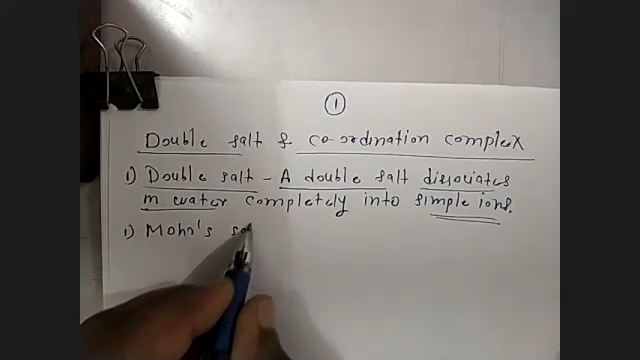 1
Double salt & co-ordination complex
1) Double salt - A double salt dissociates
in water completely into simple ions.
1) Mohr's sa